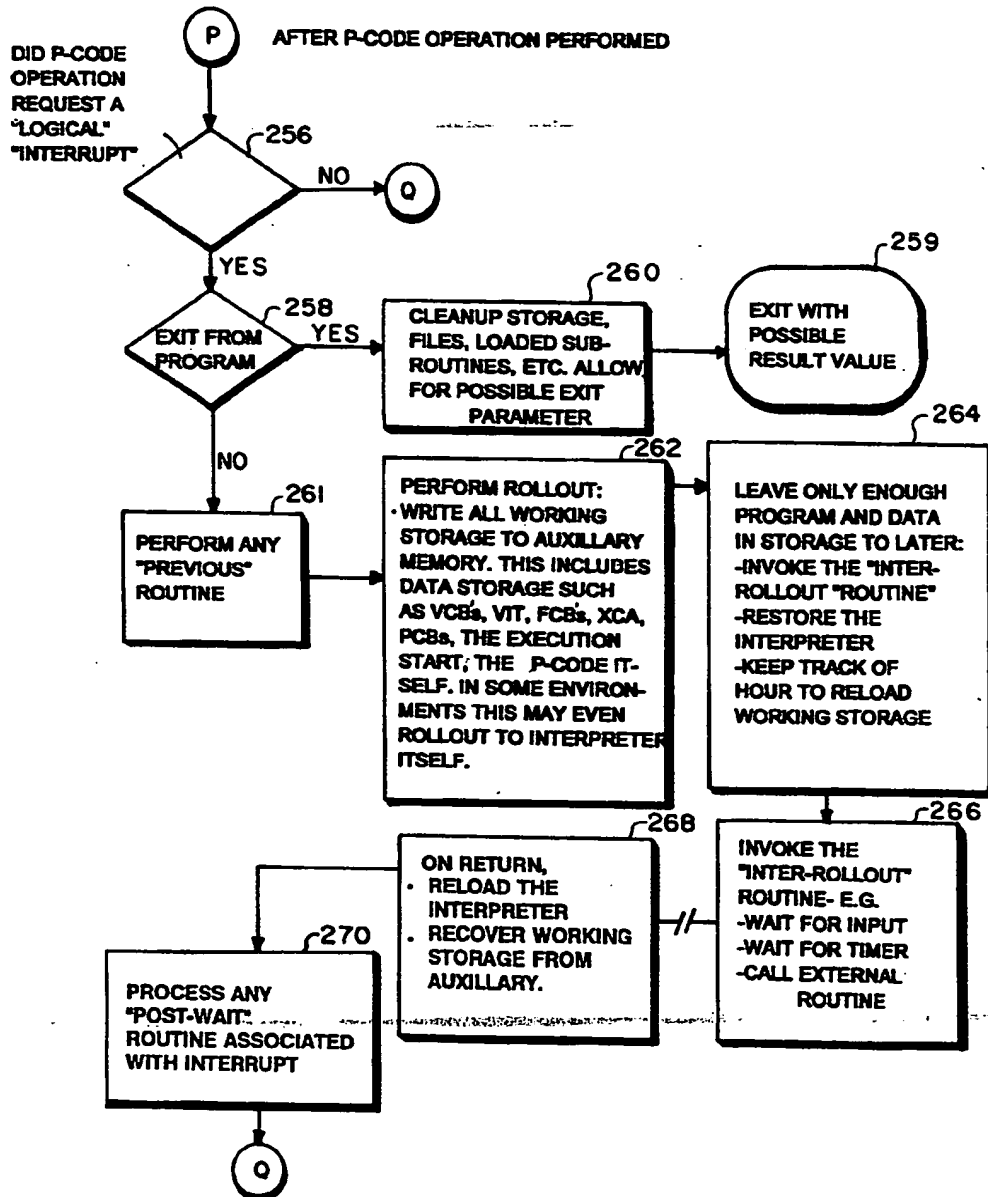 P
AFTER P-CODE OPERATION PERFORMED
DID P-CODE
OPERATION
REQUEST A
"LOGICAL"
"INTERRUPT"
256
NO
Q
YES
258
EXIT FROM
PROGRAM
YES
260
CLEANUP STORAGE,
FILES, LOADED SUB-
ROUTINES, ETC. ALLOW
FOR POSSIBLE EXIT
PARAMETER
259
EXIT WITH
POSSIBLE
RESULT VALUE
NO
261
PERFORM ANY
"PREVIOUS"
ROUTINE
262
PERFORM ROLLOUT:
· WRITE ALL WORKING
STORAGE TO AUXILLARY
MEMORY. THIS INCLUDES
DATA STORAGE SUCH
AS VCB's, VIT, FCB's, XCA,
PCBs, THE EXECUTION
START; THE P-CODE IT-
SELF. IN SOME ENVIRON-
MENTS THIS MAY EVEN
ROLLOUT TO INTERPRETER
ITSELF.
264
LEAVE ONLY ENOUGH
PROGRAM AND DATA
IN STORAGE TO LATER:
-INVOKE THE "INTER-
ROLLOUT "ROUTINE"
-RESTORE THE
INTERPRETER
-KEEP TRACK OF
HOUR TO RELOAD
WORKING STORAGE
266
INVOKE THE
"INTER-ROLLOUT"
ROUTINE- E.G.
-WAIT FOR INPUT
-WAIT FOR TIMER
-CALL EXTERNAL
ROUTINE
268
ON RETURN,
· RELOAD THE
INTERPRETER
· RECOVER WORKING
STORAGE FROM
AUXILLARY.
270
PROCESS ANY
"POST-WAIT"
ROUTINE ASSOCIATED
WITH INTERRUPT
Q